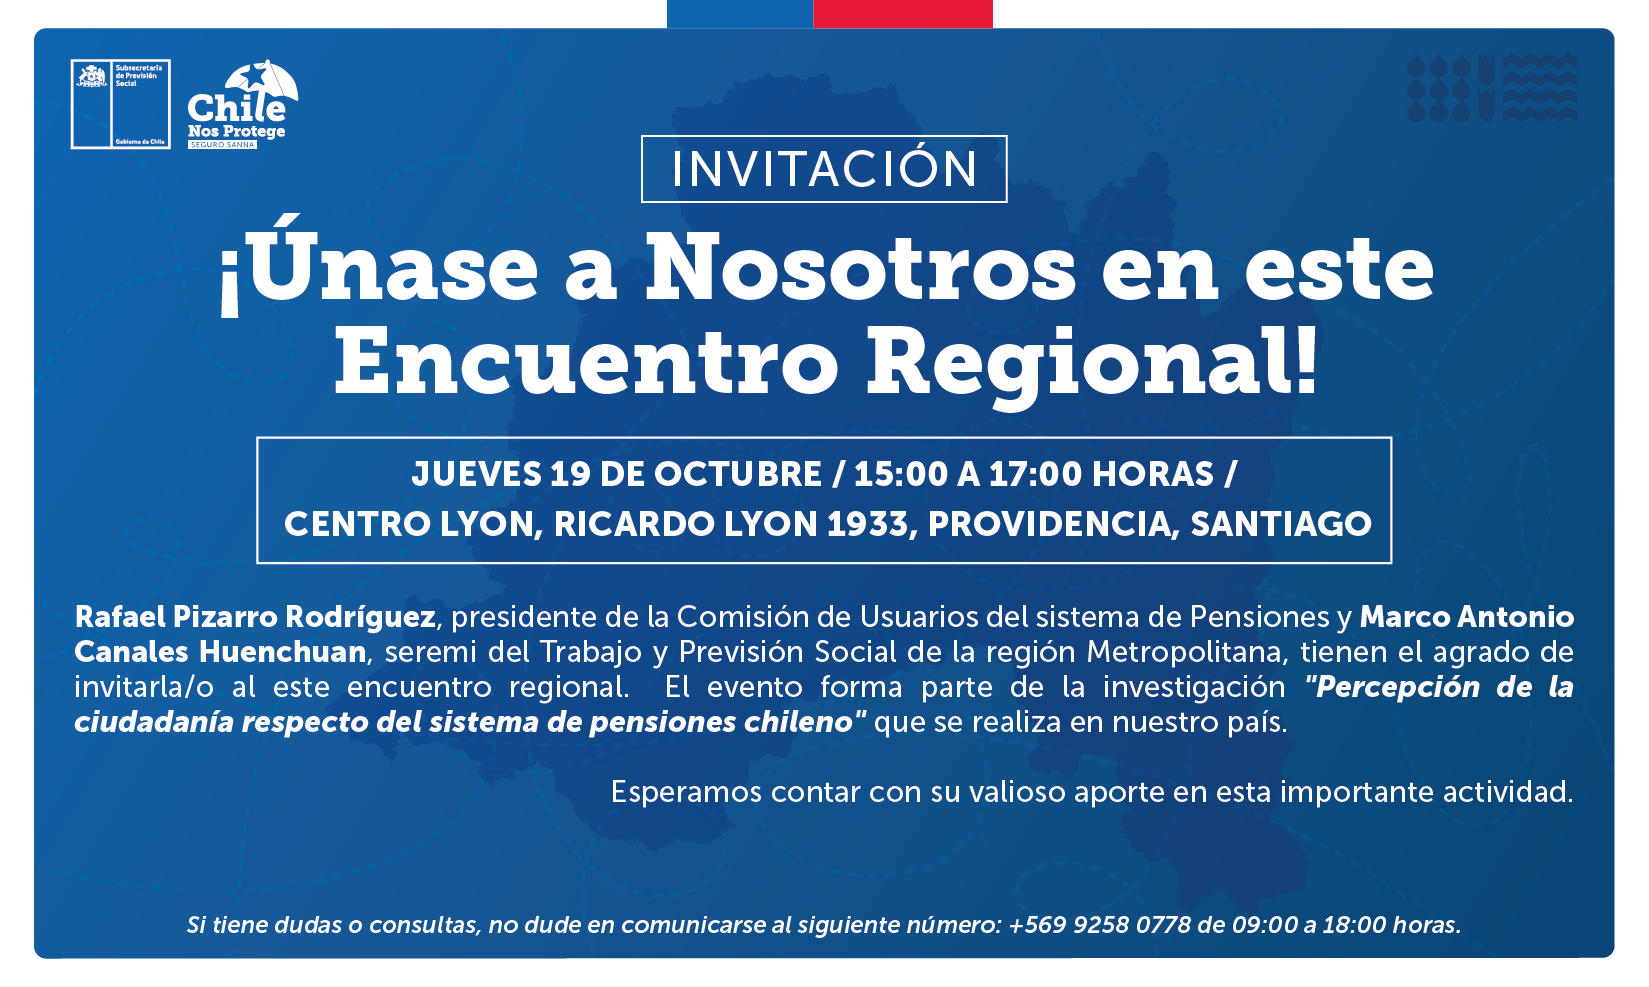 Subsecretaría
de Previsión
Social
Gobierno de Chile
Chile
Nos Protege
SEGURO SANNA
INVITACIÓN
¡Únase a Nosotros en este
Encuentro Regional!
JUEVES 19 DE OCTUBRE / 15:00 A 17:00 HORAS /
CENTRO LYON, RICARDO LYON 1933, PROVIDENCIA, SANTIAGO
Rafael Pizarro Rodríguez, presidente de la Comisión de Usuarios del sistema de Pensiones y Marco Antonio
Canales Huenchuan, seremi del Trabajo y Previsión Social de la región Metropolitana, tienen el agrado de
invitarla/o al este encuentro regional. El evento forma parte de la investigación "Percepción de la
ciudadanía respecto del sistema de pensiones chileno" que se realiza en nuestro país.
Esperamos contar con su valioso aporte en esta importante actividad.
Si tiene dudas o consultas, no dude en comunicarse al siguiente número: +569 9258 0778 de 09:00 a 18:00 horas.